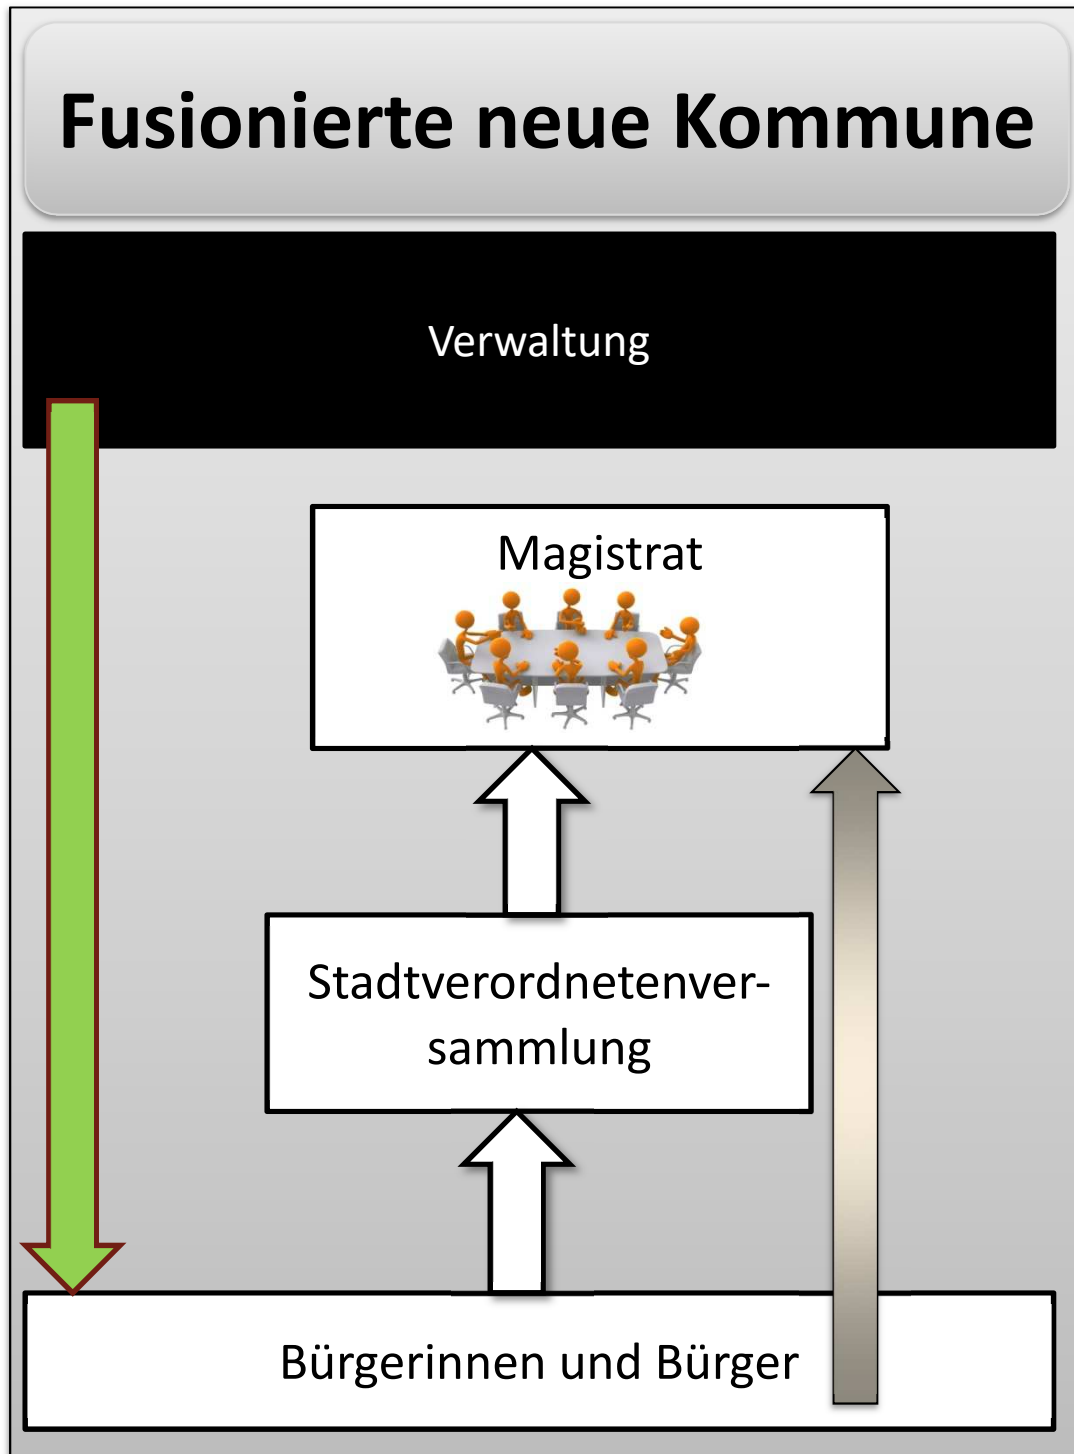 Fusionierte neue Kommune
Verwaltung
Magistrat
Stadtverordnetenver-
sammlung
Bürgerinnen und Bürger